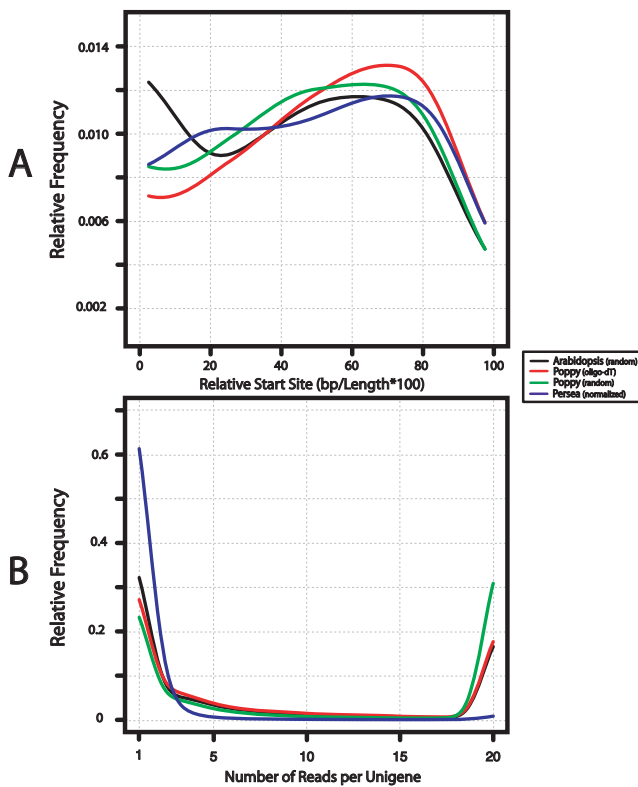 A
Relative Frequency
0.014
0.010
0.006
0.002
0 20 40 60 80 100
Relative Start Site (bp/Length*100)
Arabidopsis (random)
Poppy (oligo-dT)
Poppy (random)
Persea (normalized)
B
Relative Frequency
0.6
0.4
0.2
0
1 5 10 15 20
Number of Reads per Unigene